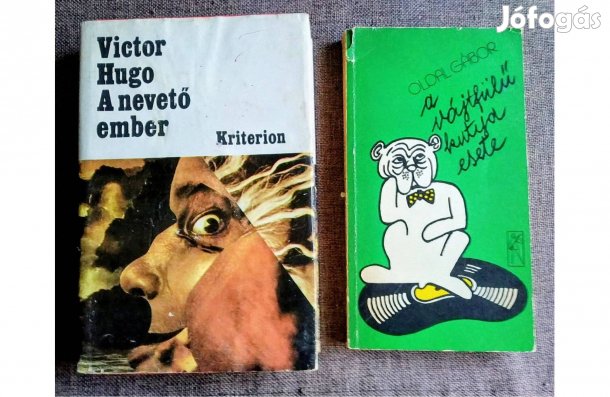 Jófogás
Victor
Hugo
A nevető
ember
Kriterion
OLDAL GÁBOR
a
vájtfülű
kutya
esete